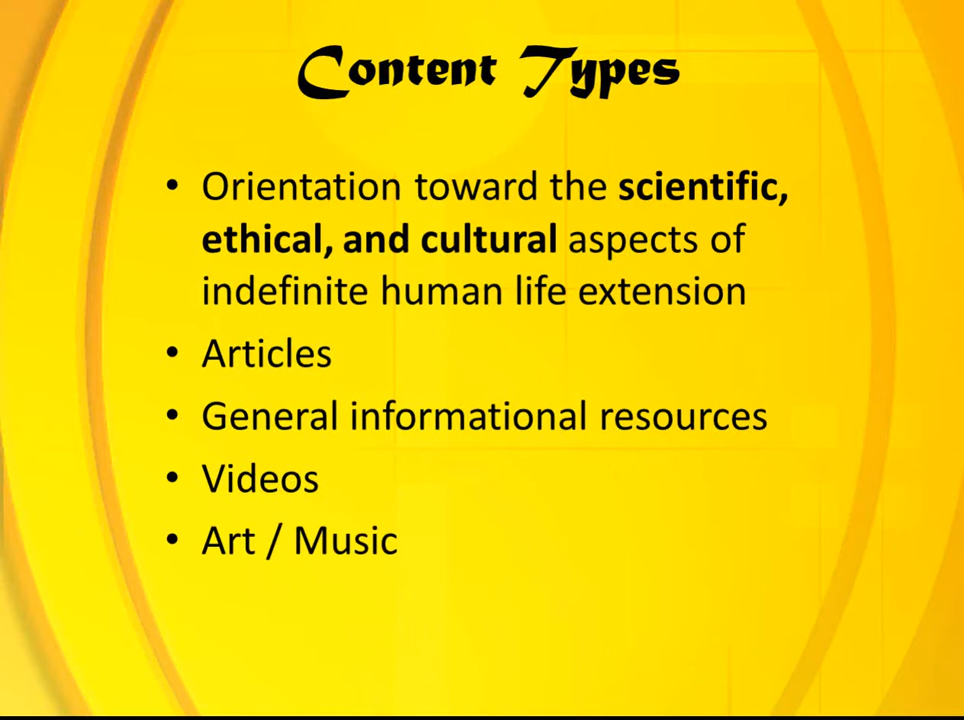 Content Types
• Orientation toward the scientific,
ethical, and cultural aspects of
indefinite human life extension
• Articles
• General informational resources
• Videos
• Art / Music